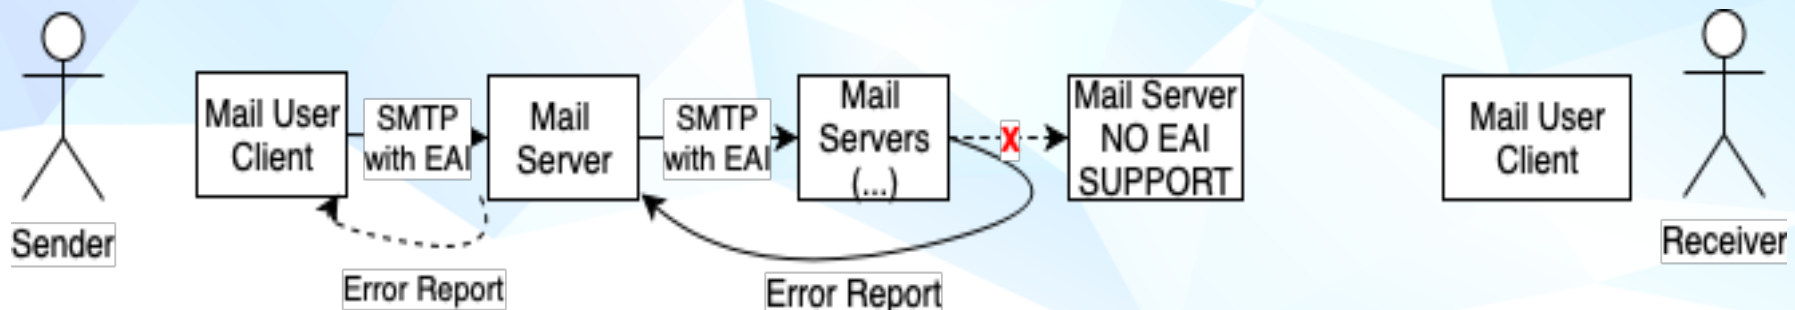 Sender
Mail User
Client
SMTP
with EAI
Mail
Server
SMTP
with EAI
Mail
Servers
(...)
X
Mail Server
NO EAI
SUPPORT
Mail User
Client
Receiver
Error Report
Error Report